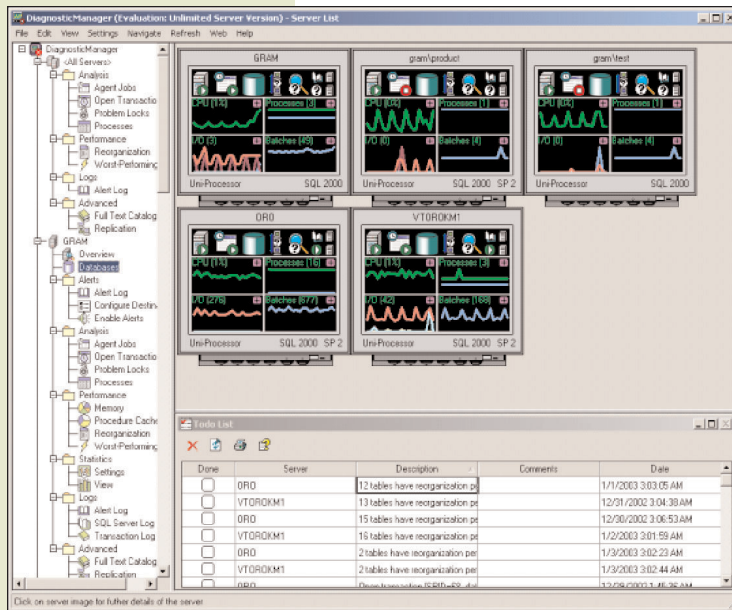 DiagnosticManager (Evaluation: Unlimited Server Version) - Server List
File Edit View Settings Navigate Refresh Web Help
DiagnosticManager
<All Servers>
Analysis
Agent Jobs
Open Transactio
Problem Locks
Processes
Performance
Reorganization
Worst-Performing
Logs
Alert Log
Advanced
Full Text Catalog
Replication
GRAM
Overview
Databases
Alerts
Alert Log
Configure Destina
Enable Alerts
Analysis
Agent Jobs
Open Transactio
Problem Locks
Processes
Performance
Memory
Procedure Cache
Reorganization
Worst-Performing
Statistics
Settings
View
Logs
Alert Log
SQL Server Log
Transaction Log
Advanced
Full Text Catalog
Replication
GRAM
CPU (1%) Processes (3)
I/O (3) Batches (49)
Uni-Processor SQL 2000
gram\product
CPU (0%) Processes (1)
I/O (0) Batches (4)
Uni-Processor SQL 2000 SP 2
gram\test
CPU (0%) Processes (1)
I/O (0) Batches (4)
Uni-Processor SQL 2000
ORO
CPU (1%) Processes (16)
I/O (276) Batches (677)
Uni-Processor SQL 2000 SP 2
VTOROKM1
CPU (1%) Processes (3)
I/O (42) Batches (168)
Uni-Processor SQL 2000 SP 2
Todo List
Done Server Description Comments Date
ORO 12 tables have reorganization pe 1/1/2003 3:03:05 AM
VTOROKM1 13 tables have reorganization pe 12/31/2002 3:04:38 AM
ORO 15 tables have reorganization pe 12/30/2002 3:06:53 AM
VTOROKM1 16 tables have reorganization pe 1/2/2003 3:01:59 AM
ORO 2 tables have reorganization per 1/3/2003 3:02:23 AM
VTOROKM1 2 tables have reorganization per 1/3/2003 3:02:44 AM
ORO Open transaction
Click on server image for futher details of the server